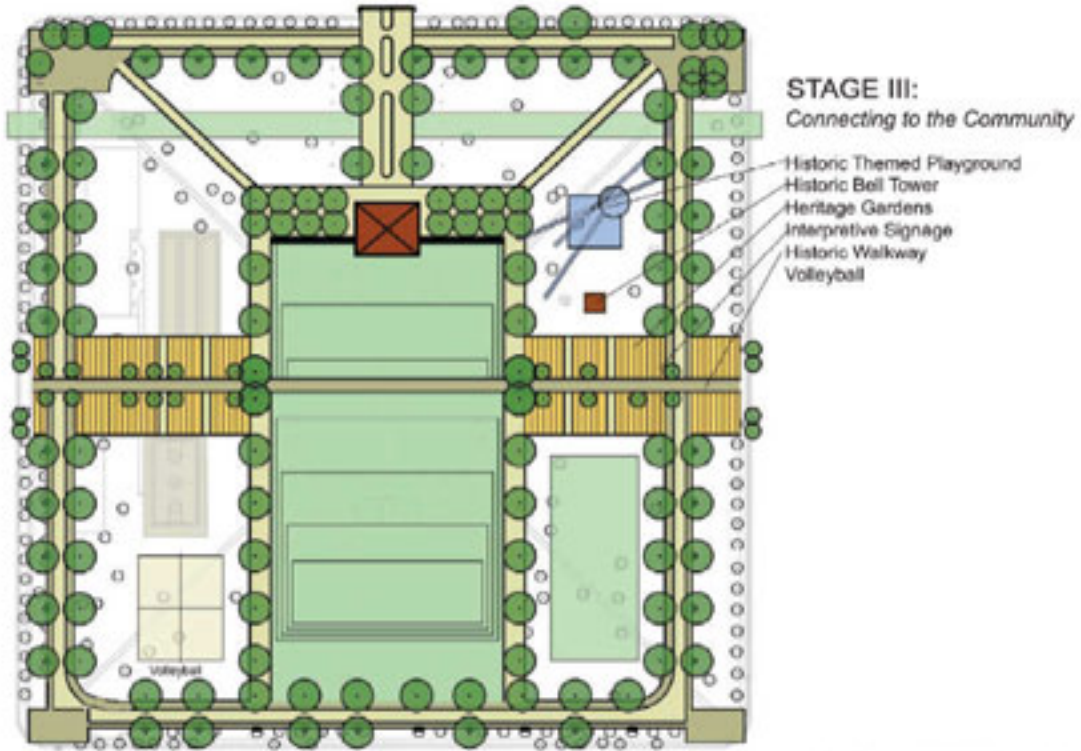 STAGE III:
Connecting to the Community
Historic Themed Playground
Historic Bell Tower
Heritage Gardens
Interpretive Signage
Historic Walkway
Volleyball
Volleyball